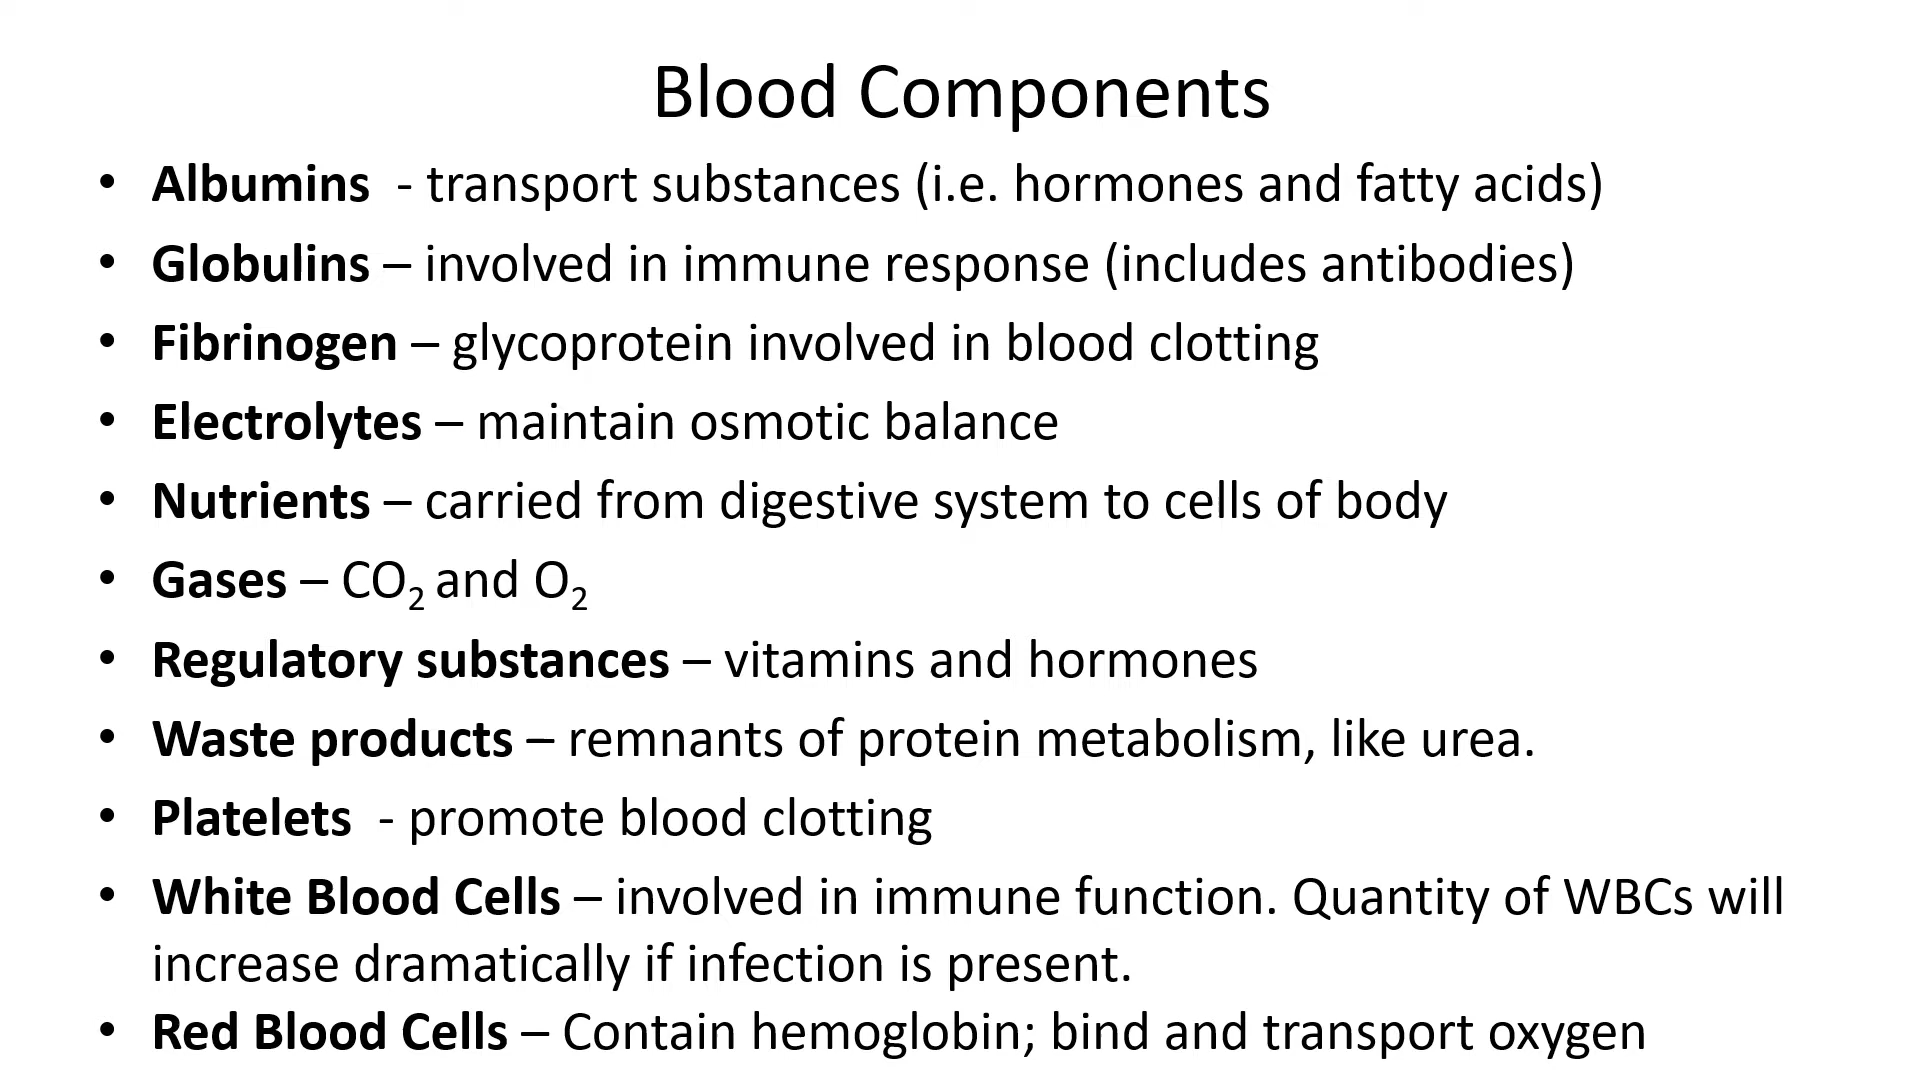 Blood Components
• Albumins  - transport substances (i.e. hormones and fatty acids)
• Globulins – involved in immune response (includes antibodies)
• Fibrinogen – glycoprotein involved in blood clotting
• Electrolytes – maintain osmotic balance
• Nutrients – carried from digestive system to cells of body
• Gases – CO₂ and O₂
• Regulatory substances – vitamins and hormones
• Waste products – remnants of protein metabolism, like urea.
• Platelets  - promote blood clotting
• White Blood Cells – involved in immune function. Quantity of WBCs will
increase dramatically if infection is present.
• Red Blood Cells – Contain hemoglobin; bind and transport oxygen